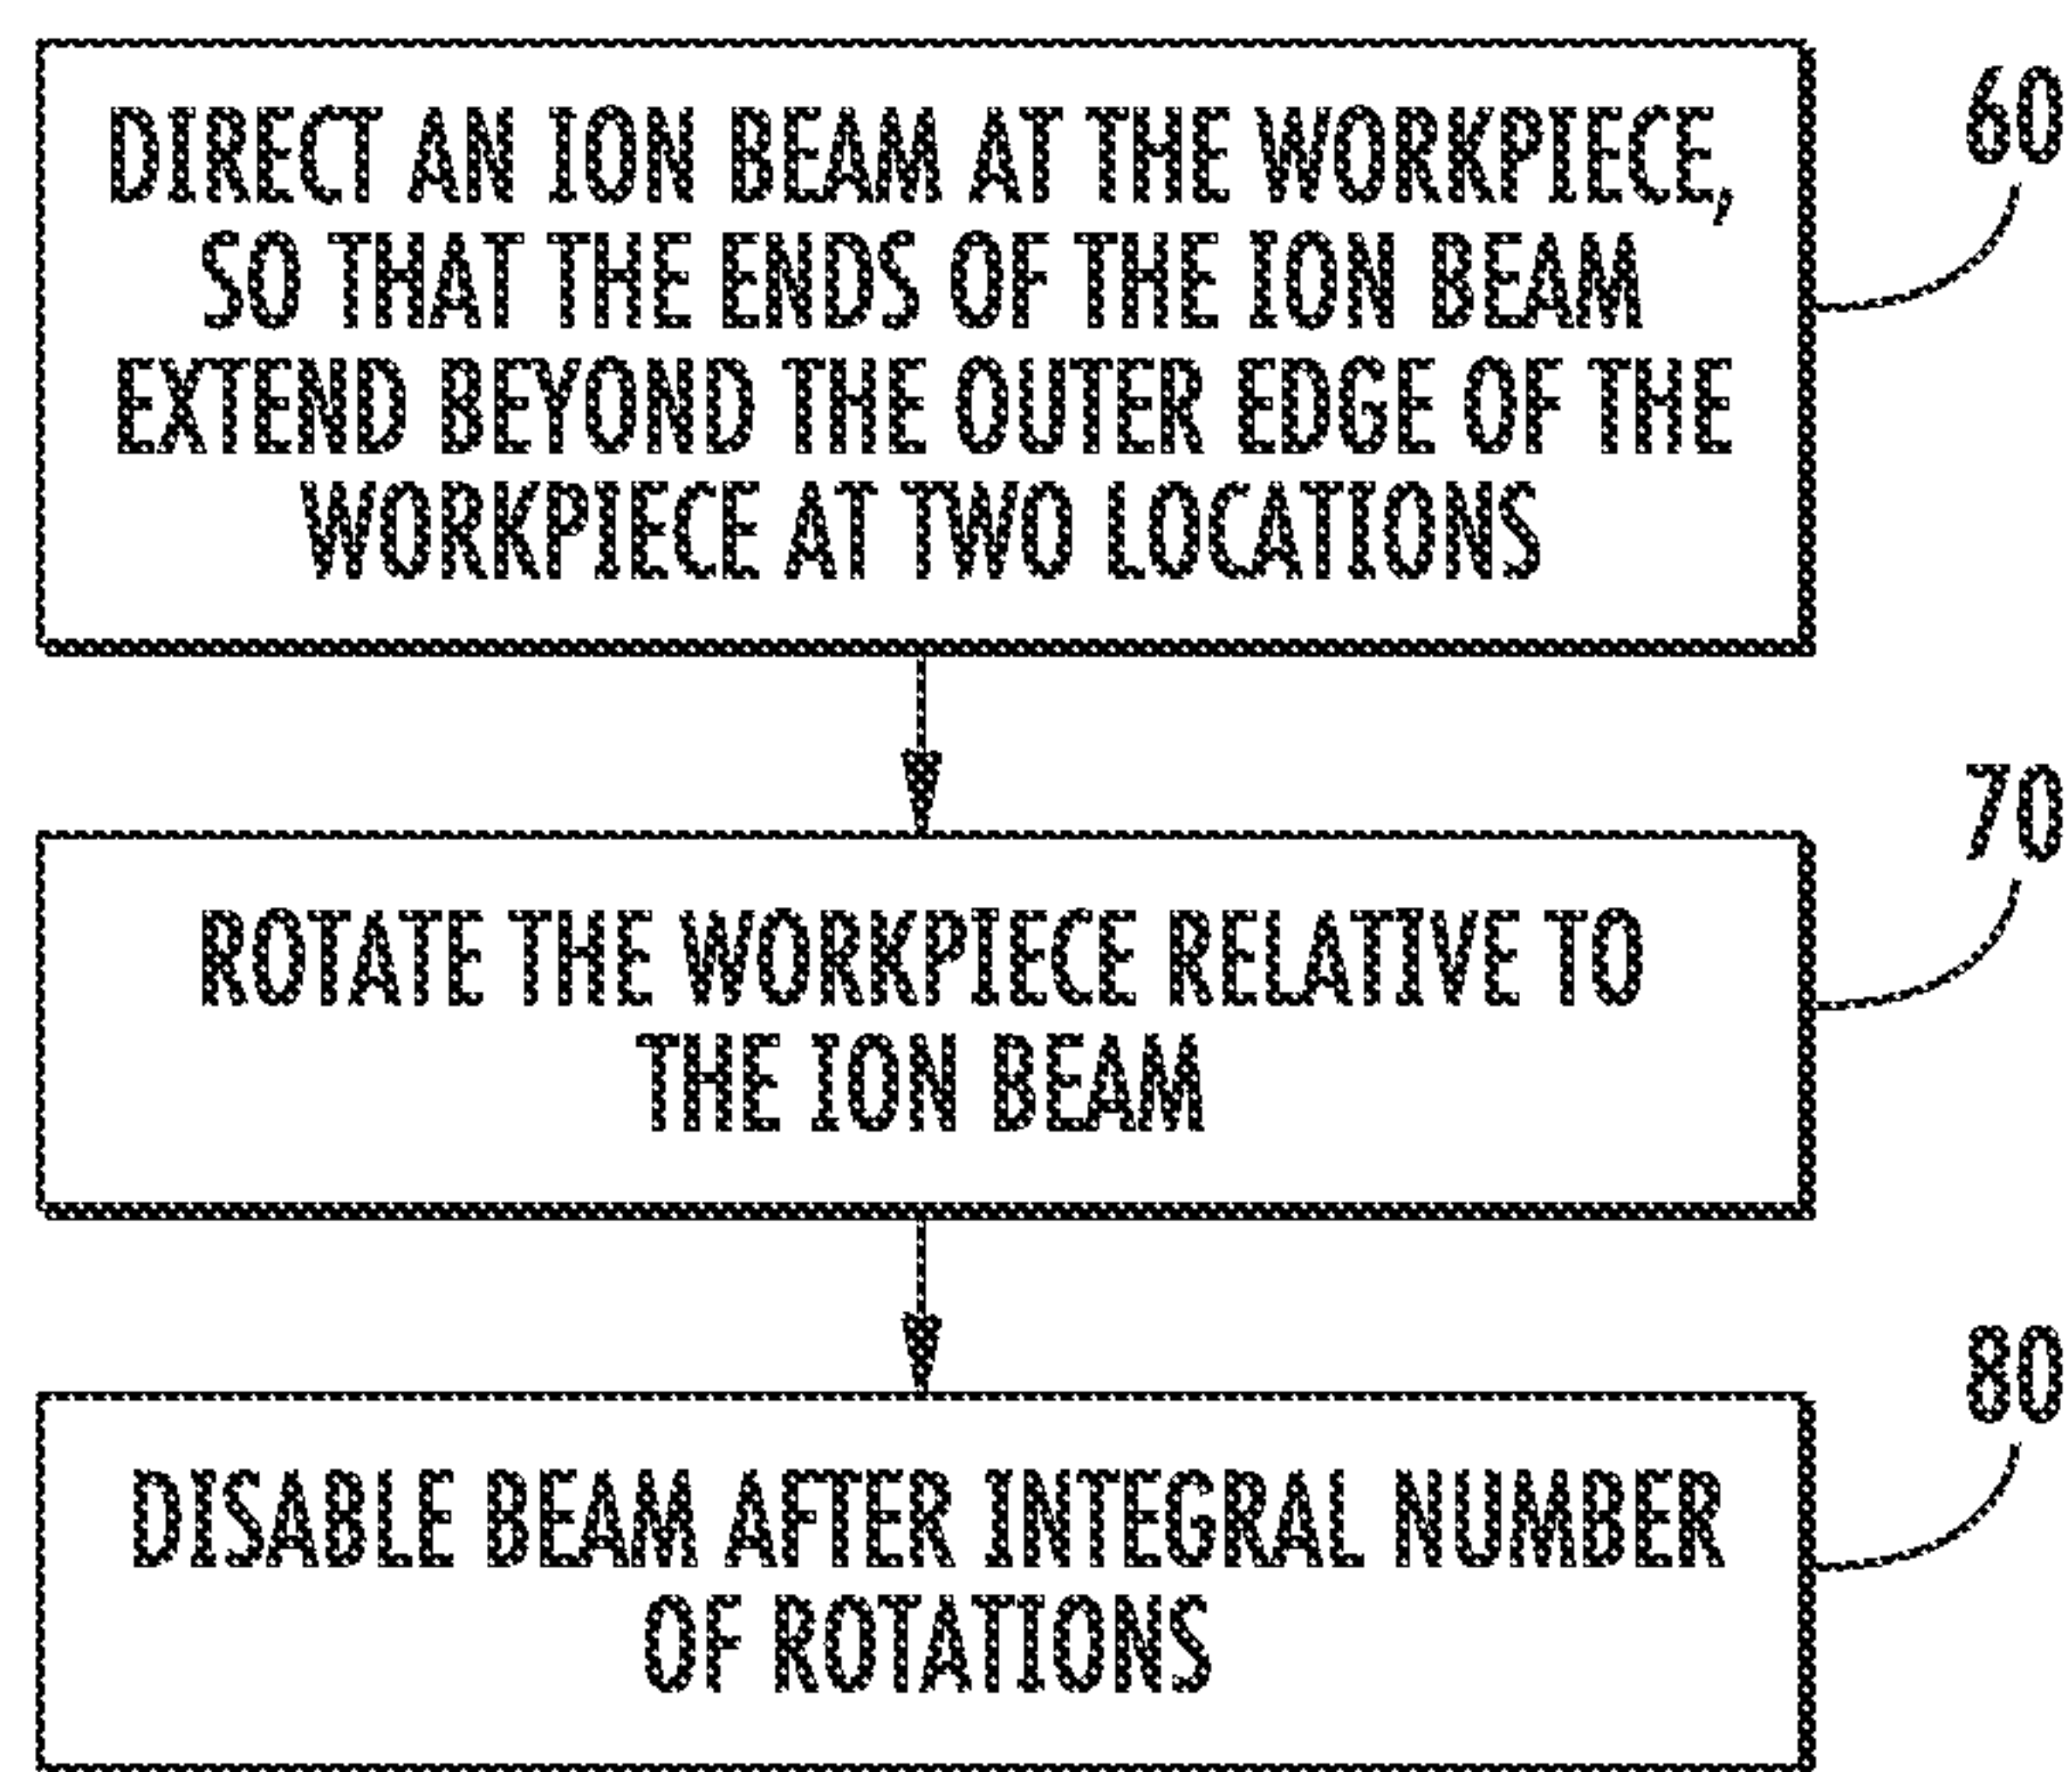 DIRECT AN ION BEAM AT THE WORKPIECE,
SO THAT THE ENDS OF THE ION BEAM
EXTEND BEYOND THE OUTER EDGE OF THE
WORKPIECE AT TWO LOCATIONS
60
ROTATE THE WORKPIECE RELATIVE TO
THE ION BEAM
70
DISABLE BEAM AFTER INTEGRAL NUMBER
OF ROTATIONS
80